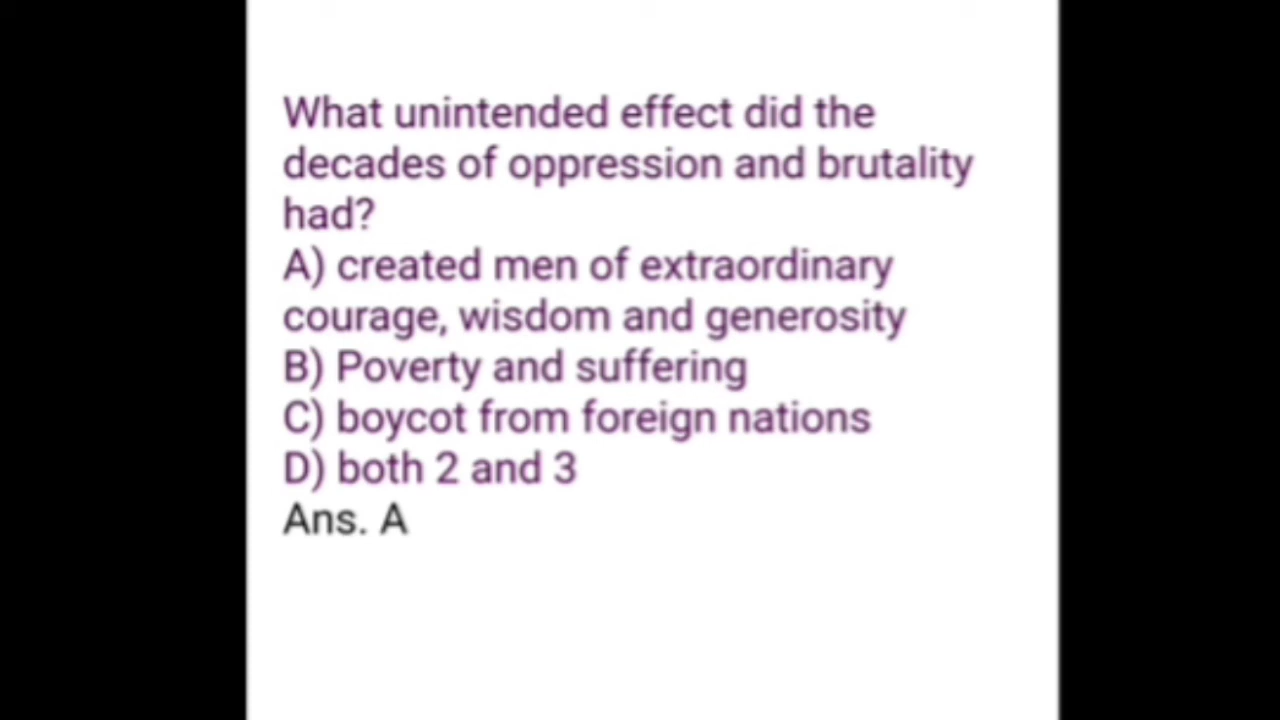 What unintended effect did the
decades of oppression and brutality
had?
A) created men of extraordinary
courage, wisdom and generosity
B) Poverty and suffering
C) boycot from foreign nations
D) both 2 and 3
Ans. A